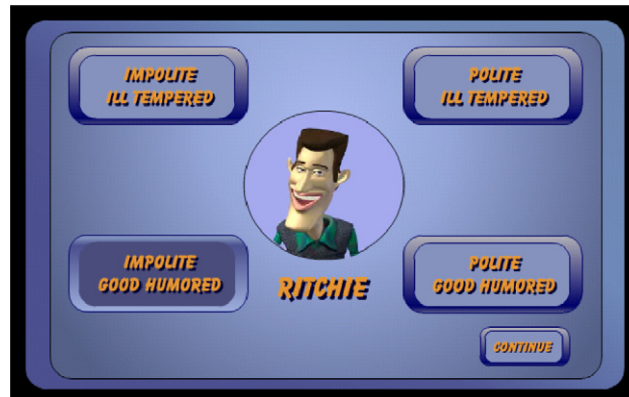 IMPOLITE
ILL TEMPERED
POLITE
ILL TEMPERED
IMPOLITE
GOOD HUMORED
RITCHIE
POLITE
GOOD HUMORED
CONTINUE